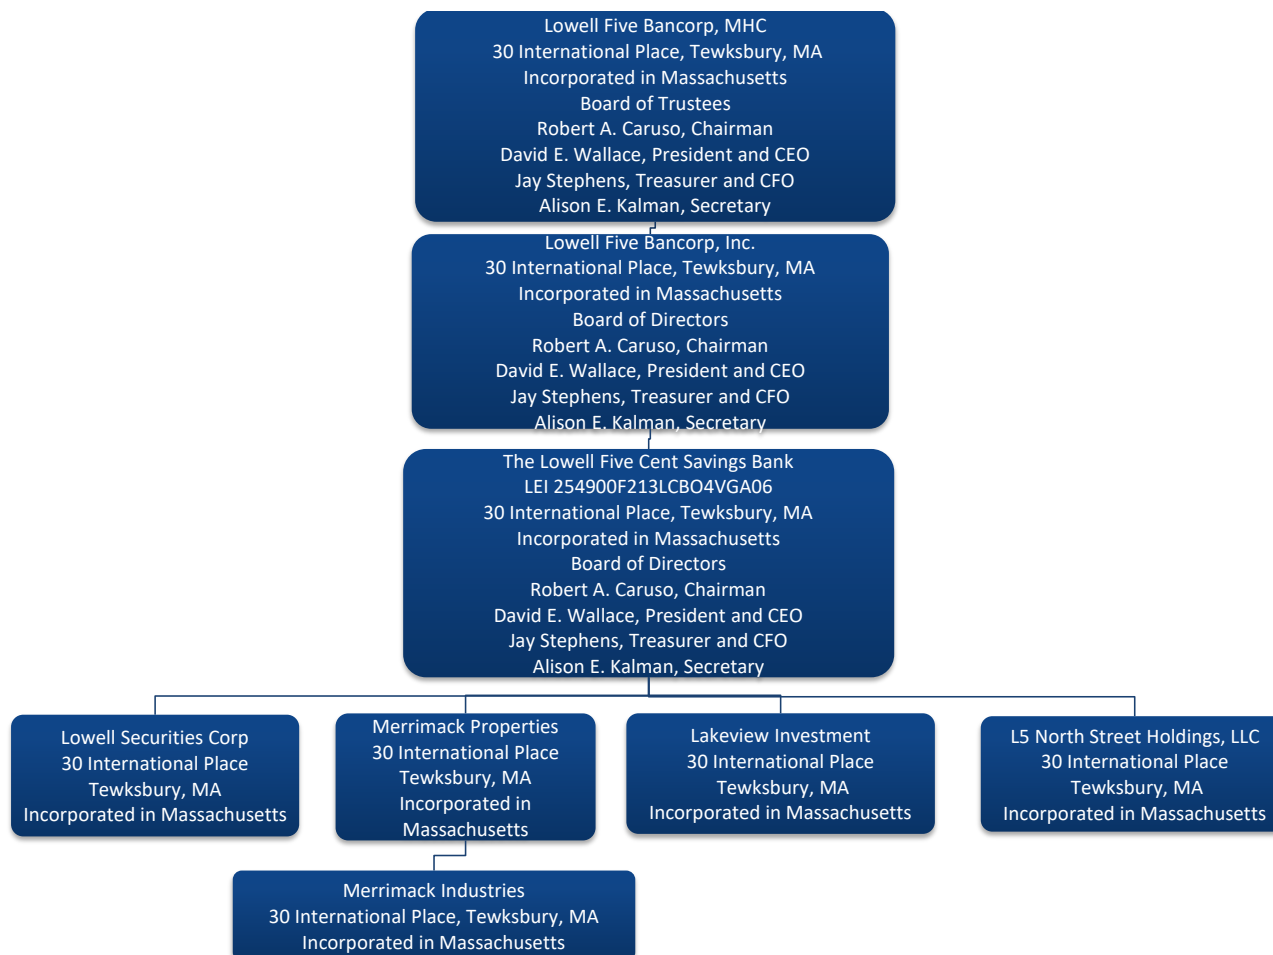 Lowell Five Bancorp, MHC
30 International Place, Tewksbury, MA
Incorporated in Massachusetts
Board of Trustees
Robert A. Caruso, Chairman
David E. Wallace, President and CEO
Jay Stephens, Treasurer and CFO
Alison E. Kalman, Secretary
Lowell Five Bancorp, Inc.
30 International Place, Tewksbury, MA
Incorporated in Massachusetts
Board of Directors
Robert A. Caruso, Chairman
David E. Wallace, President and CEO
Jay Stephens, Treasurer and CFO
Alison E. Kalman, Secretary
The Lowell Five Cent Savings Bank
LEI 254900F213LCBO4VGA06
30 International Place, Tewksbury, MA
Incorporated in Massachusetts
Board of Directors
Robert A. Caruso, Chairman
David E. Wallace, President and CEO
Jay Stephens, Treasurer and CFO
Alison E. Kalman, Secretary
Lowell Securities Corp
30 International Place
Tewksbury, MA
Incorporated in Massachusetts
Merrimack Properties
30 International Place
Tewksbury, MA
Incorporated in
Massachusetts
Lakeview Investment
30 International Place
Tewksbury, MA
Incorporated in Massachusetts
L5 North Street Holdings, LLC
30 International Place
Tewksbury, MA
Incorporated in Massachusetts
Merrimack Industries
30 International Place, Tewksbury, MA
Incorporated in Massachusetts